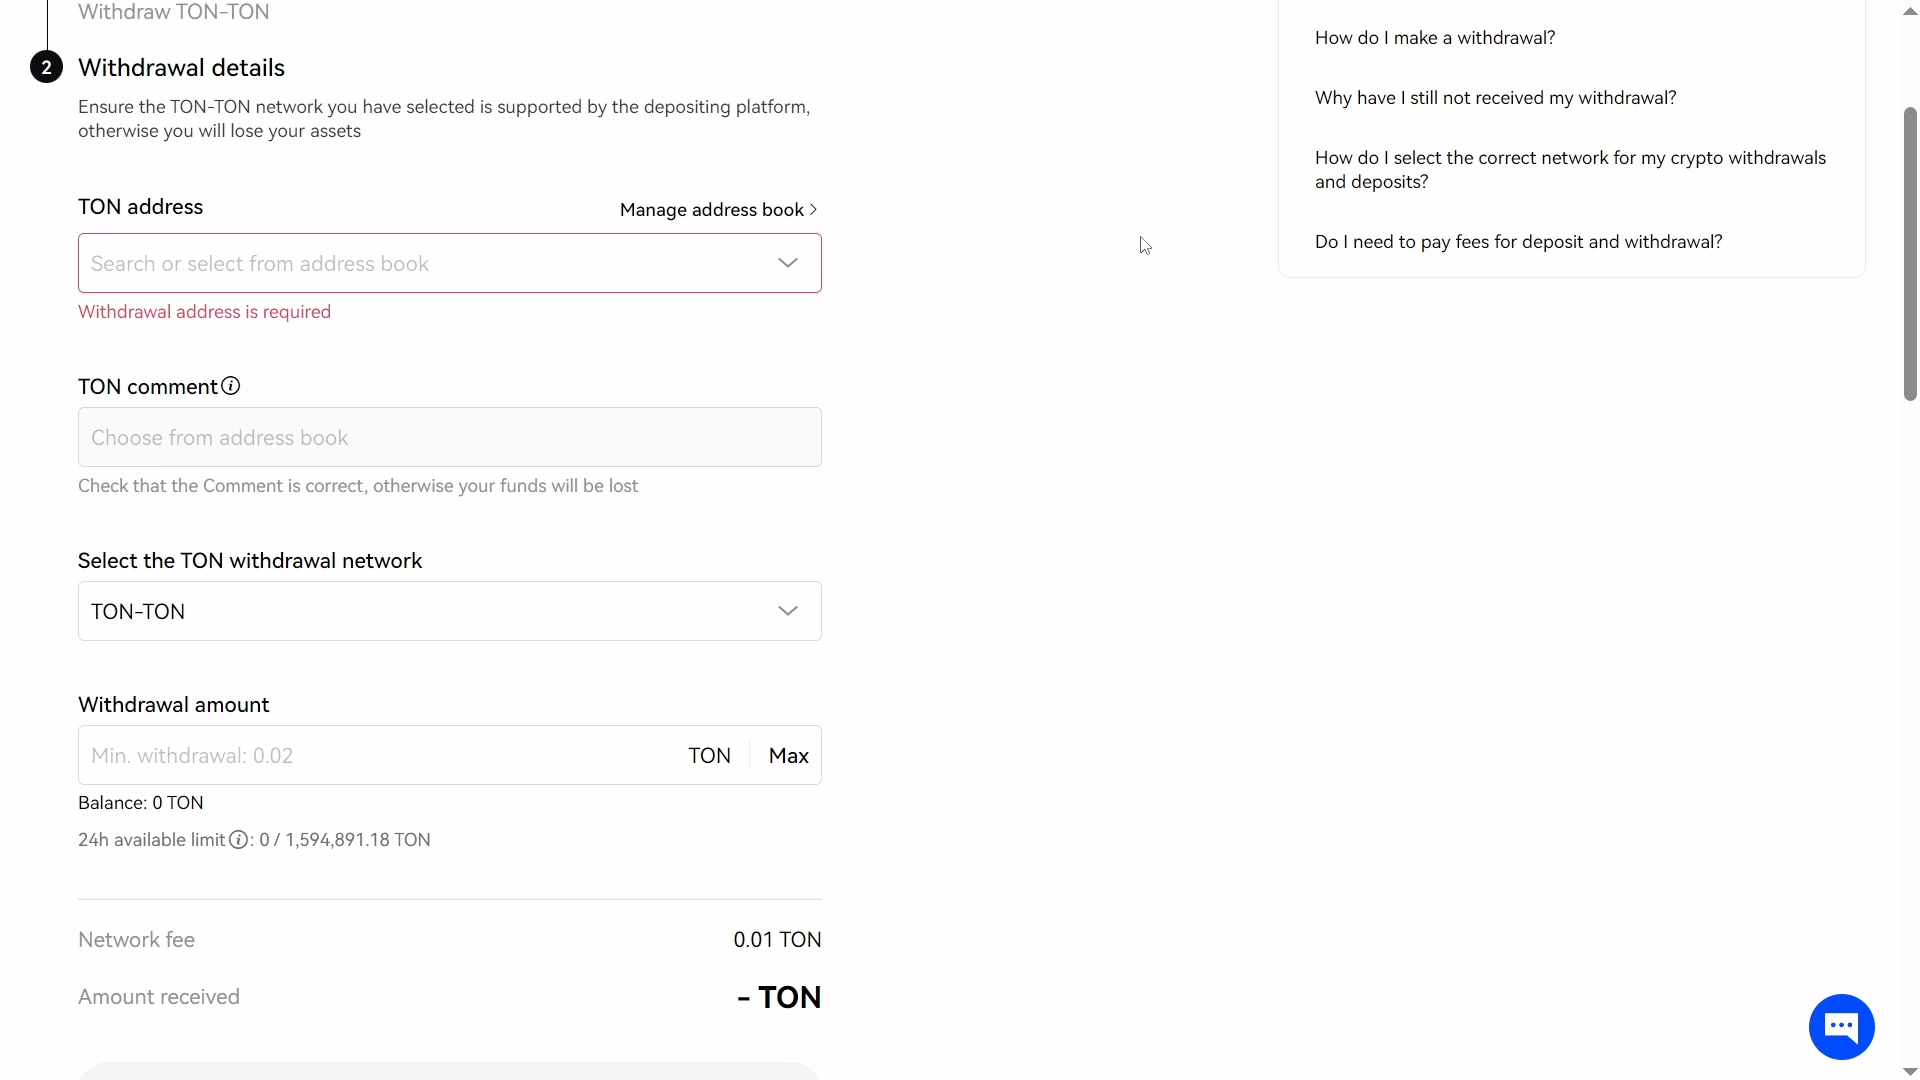 Withdraw TON-TON
2 Withdrawal details
Ensure the TON-TON network you have selected is supported by the depositing platform,
otherwise you will lose your assets
TON address
Manage address book >
Search or select from address book
Withdrawal address is required
TON comment
Choose from address book
Check that the Comment is correct, otherwise your funds will be lost
Select the TON withdrawal network
TON-TON
Withdrawal amount
Min. withdrawal: 0.02 TON Max
Balance: 0 TON
24h available limit: 0 / 1,594,891.18 TON
Network fee 0.01 TON
Amount received - TON
How do I make a withdrawal?
Why have I still not received my withdrawal?
How do I select the correct network for my crypto withdrawals
and deposits?
Do I need to pay fees for deposit and withdrawal?